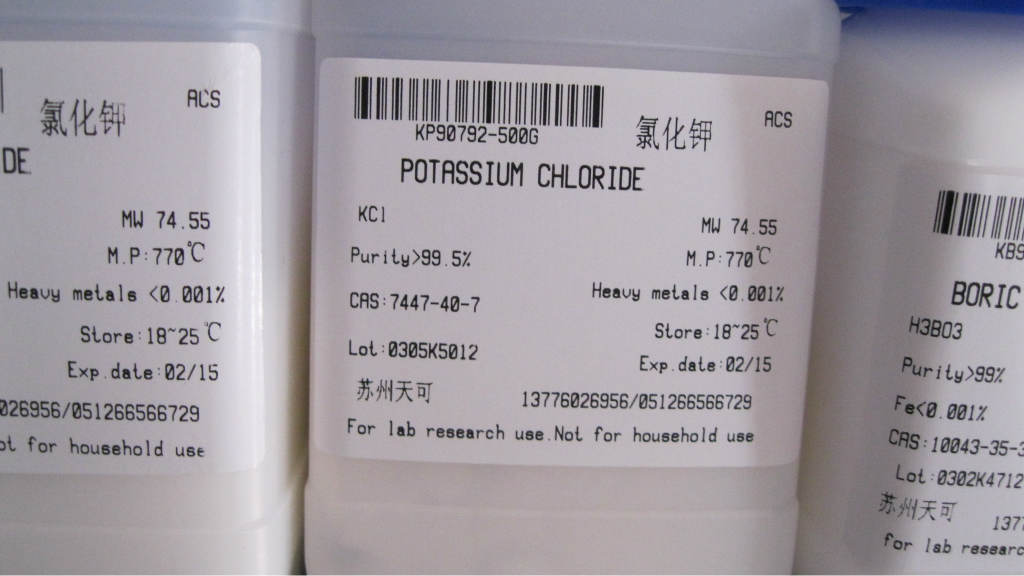 氯化钾
ACS
DE
MW 74.55
M.P:770℃
Heavy metals <0.001%
Store:18~25℃
Exp.date:02/15
026956/051266566729
ot for household use
KP90792-500G
氯化钾
ACS
POTASSIUM CHLORIDE
KCl
MW 74.55
Purity>99.5%
M.P:770℃
CAS:7447-40-7
Heavy metals <0.001%
Store:18~25℃
Lot:0305K5012
Exp.date:02/15
苏州天可
13776026956/051266566729
For lab research use.Not for household use
KB9
BORIC
H3BO3
Purity>99%
Fe<0.001%
CAS:10043-35-3
Lot:0302K4712
苏州天可
1377
for lab researc